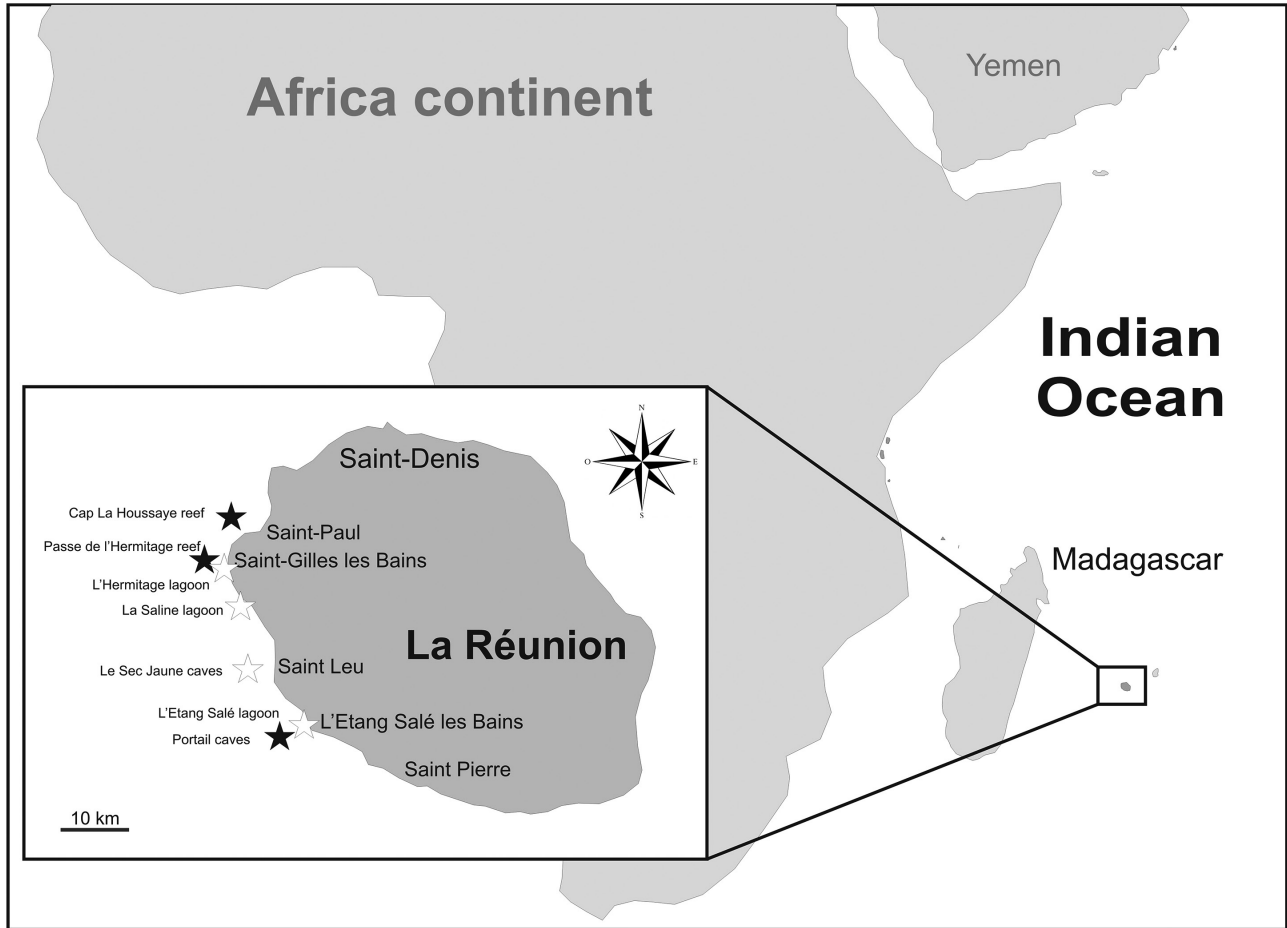 Africa continent
Yemen
Indian
Ocean
Madagascar
N
O
E
S
Saint-Denis
Cap La Houssaye reef
Saint-Paul
Passe de l'Hermitage reef
Saint-Gilles les Bains
L'Hermitage lagoon
La Saline lagoon
La Réunion
Le Sec Jaune caves
Saint Leu
L'Etang Salé lagoon
L'Etang Salé les Bains
Portail caves
Saint Pierre
10 km